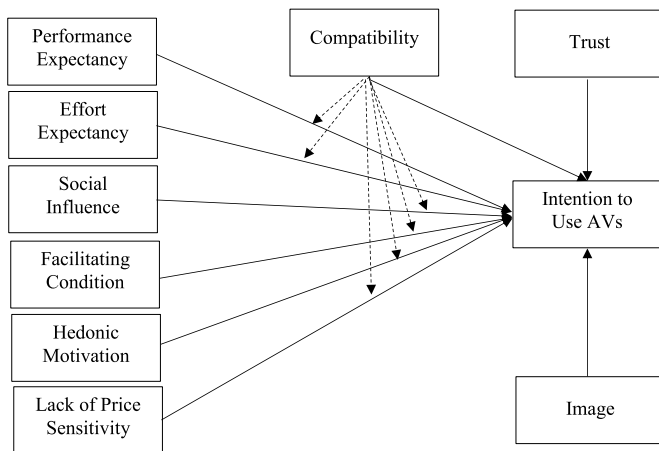 Performance
Expectancy
Compatibility
Trust
Effort
Expectancy
Social
Influence
Intention to
Use AVs
Facilitating
Condition
Hedonic
Motivation
Lack of Price
Sensitivity
Image